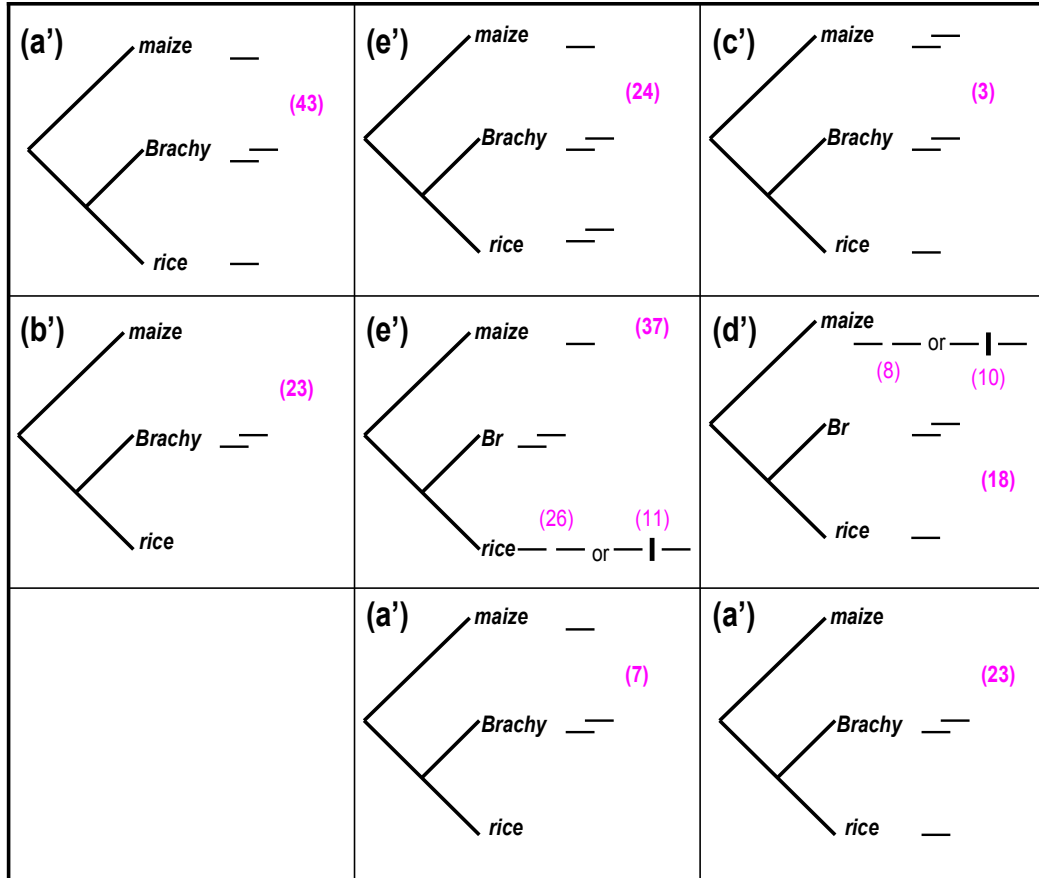 (a’)
maize
(43)
Brachy
rice
(e’)
maize
(24)
Brachy
rice
(c’)
maize
(3)
Brachy
rice
(b’)
maize
(23)
Brachy
rice
(e’)
maize
(37)
Br
(26)
(11)
rice
or
(d’)
maize
or
(8)
(10)
Br
(18)
rice
(a’)
maize
(7)
Brachy
rice
(a’)
maize
(23)
Brachy
rice